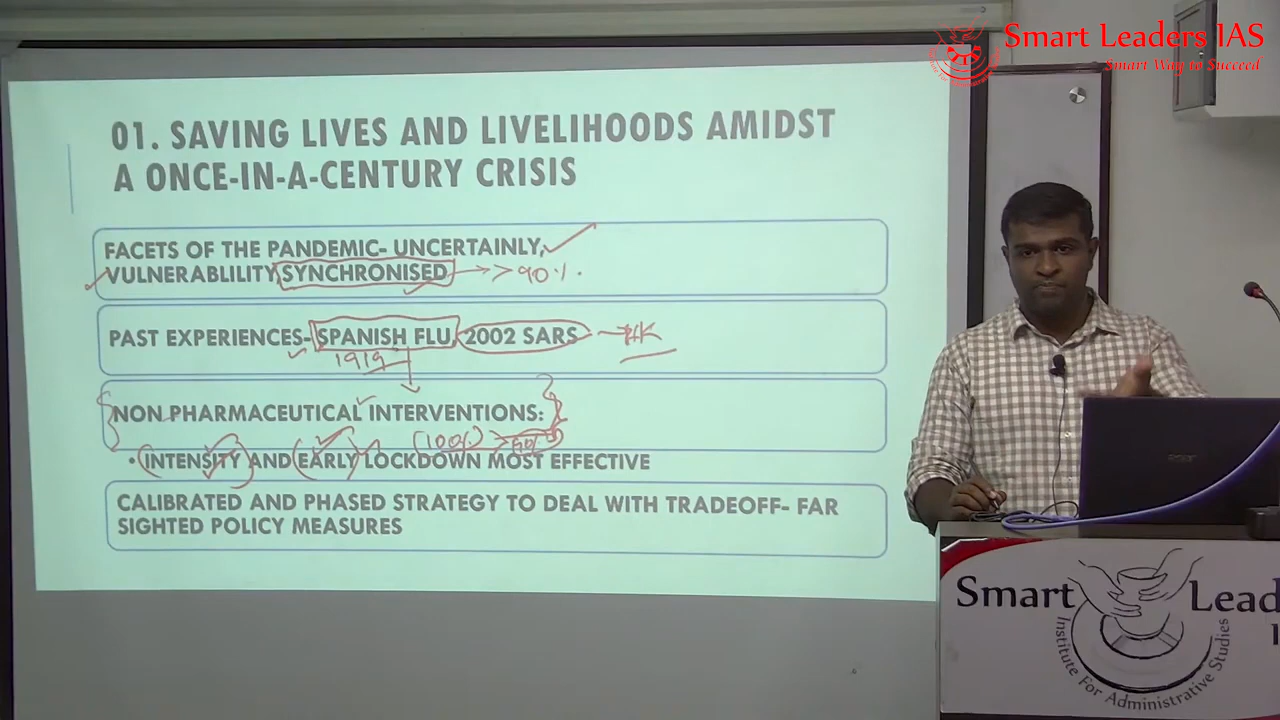 Smart Leaders IAS
Smart Way to Succeed
01. SAVING LIVES AND LIVELIHOODS AMIDST
A ONCE-IN-A-CENTURY CRISIS
FACETS OF THE PANDEMIC- UNCERTAINLY,
VULNERABLILITY, SYNCHRONISED → >90%.
PAST EXPERIENCES- SPANISH FLU, 2002 SARS → HK
1919
NON PHARMACEUTICAL INTERVENTIONS:
(100%) >
• INTENSITY AND EARLY LOCKDOWN MOST EFFECTIVE
CALIBRATED AND PHASED STRATEGY TO DEAL WITH TRADEOFF- FAR
SIGHTED POLICY MEASURES
Smart Lead
Institute For Administrative Studies